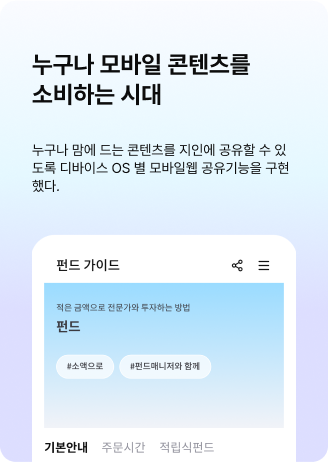 누구나 모바일 콘텐츠를
소비하는 시대
누구나 맘에 드는 콘텐츠를 지인에 공유할 수 있
도록 디바이스 OS 별 모바일웹 공유기능을 구현
했다.
펀드 가이드
적은 금액으로 전문가와 투자하는 방법
펀드
#소액으로 #펀드매니저와 함께
기본안내 주문시간 적립식펀드